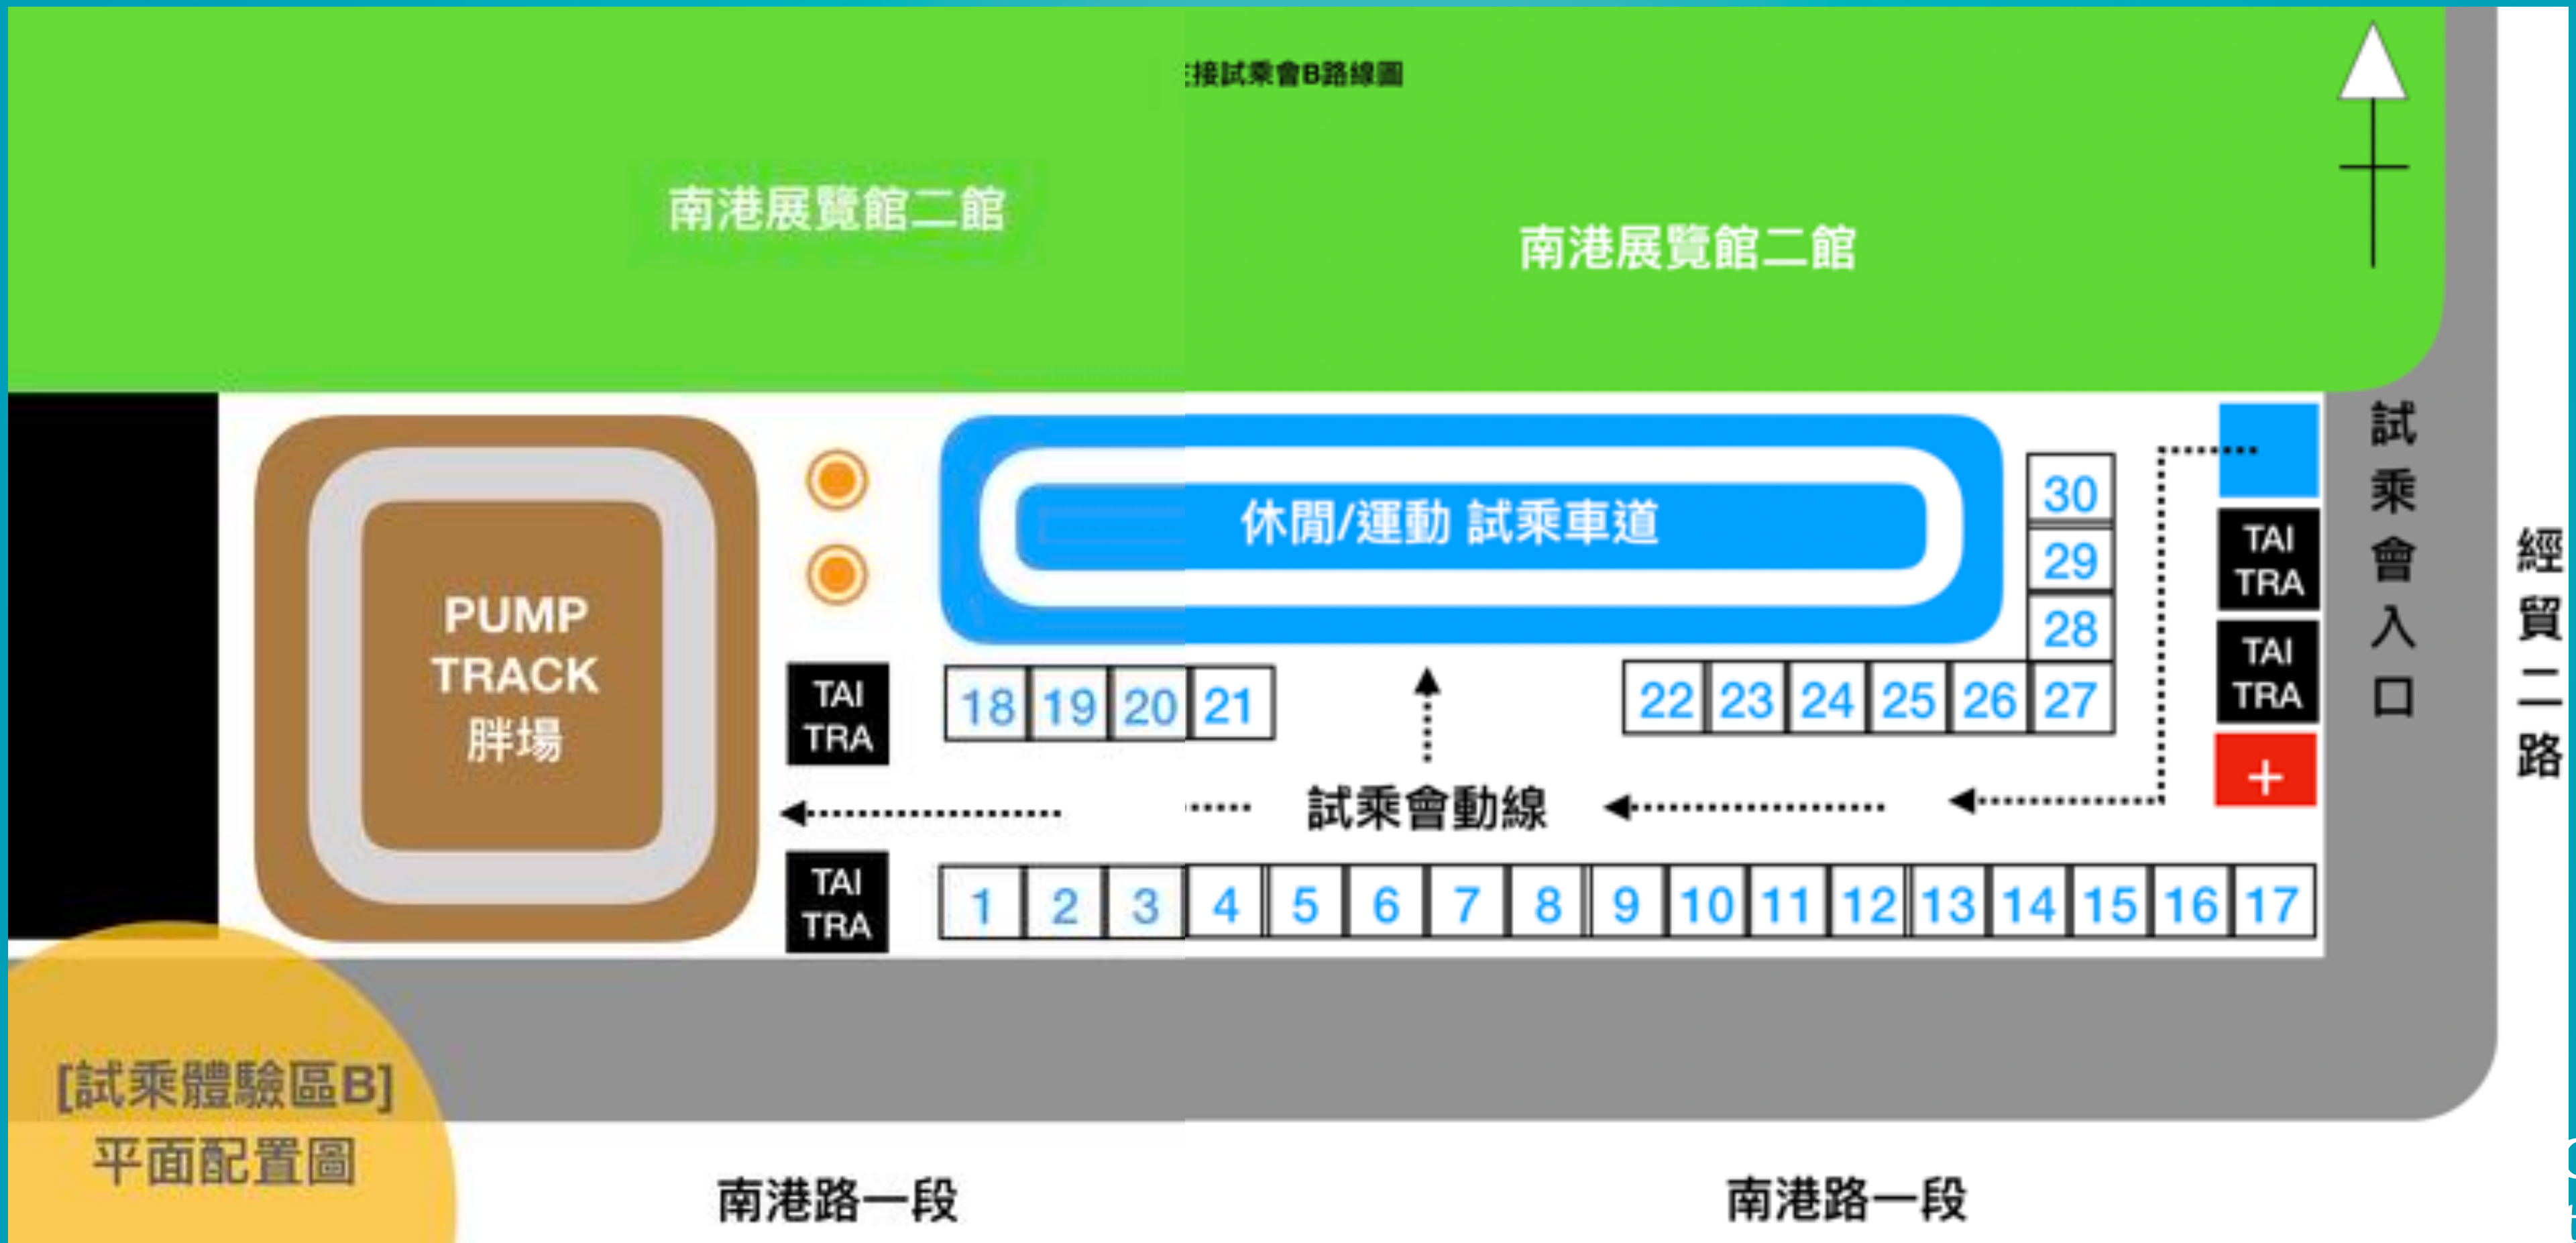 接試乘會B路線圖
南港展覽館二館
南港展覽館二館
試乘會入口
經貿二路
休閒/運動 試乘車道
30
29
28
TAI
TRA
TAI
TRA
+
PUMP
TRACK
胖場
TAI
TRA
18 19 20 21
22 23 24 25 26 27
試乘會動線
TAI
TRA
1 2 3 4 5 6 7 8 9 10 11 12 13 14 15 16 17
[試乘體驗區B]
平面配置圖
南港路一段
南港路一段